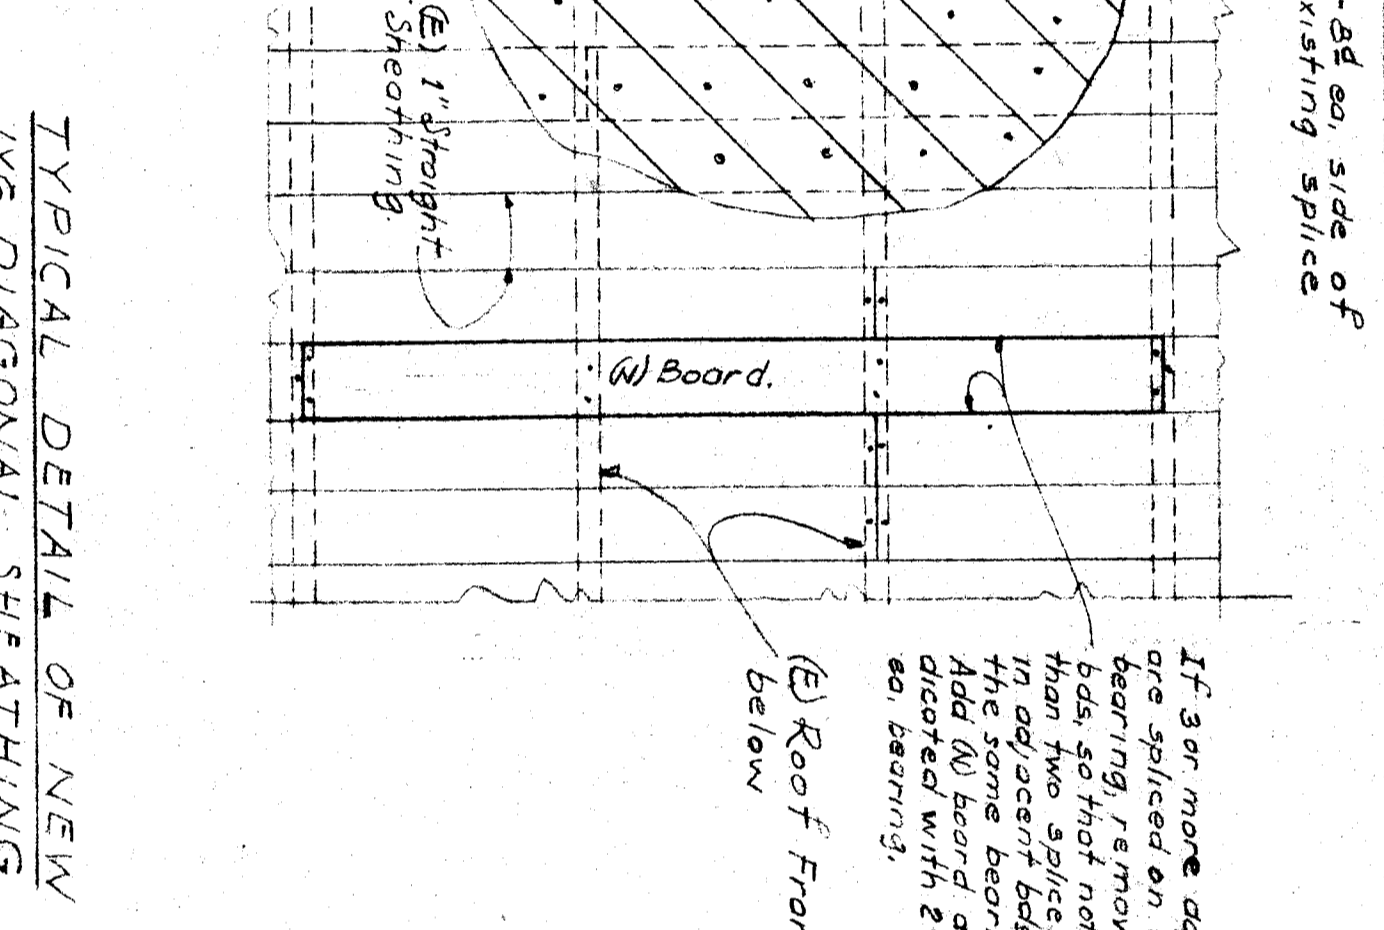 -8d ea. side of
xisting splice
(E) 1" Straight
Sheathing.
(N) Board.
If 3 or more
are spliced on
bearing, remov
bds, so that not
than two splice
in adjacent bds
the same bear
Add (N) board
dicated with 2
ea. bearing.
(E) Roof Fra
below
TYPICAL DETAIL OF NEW
DIAGONAL SHEATHING